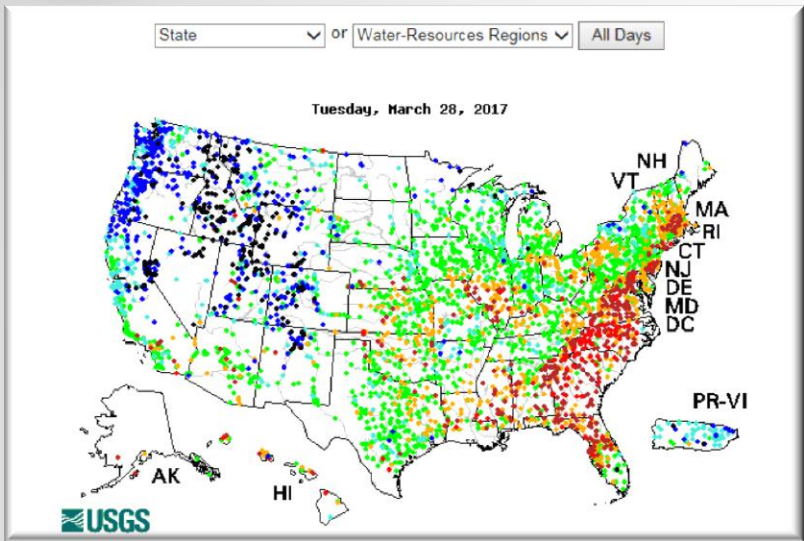 State or Water-Resources Regions All Days
Tuesday, March 28, 2017
NH
VT
MA
RI
CT
NJ
DE
MD
DC
PR-VI
AK
HI
USGS